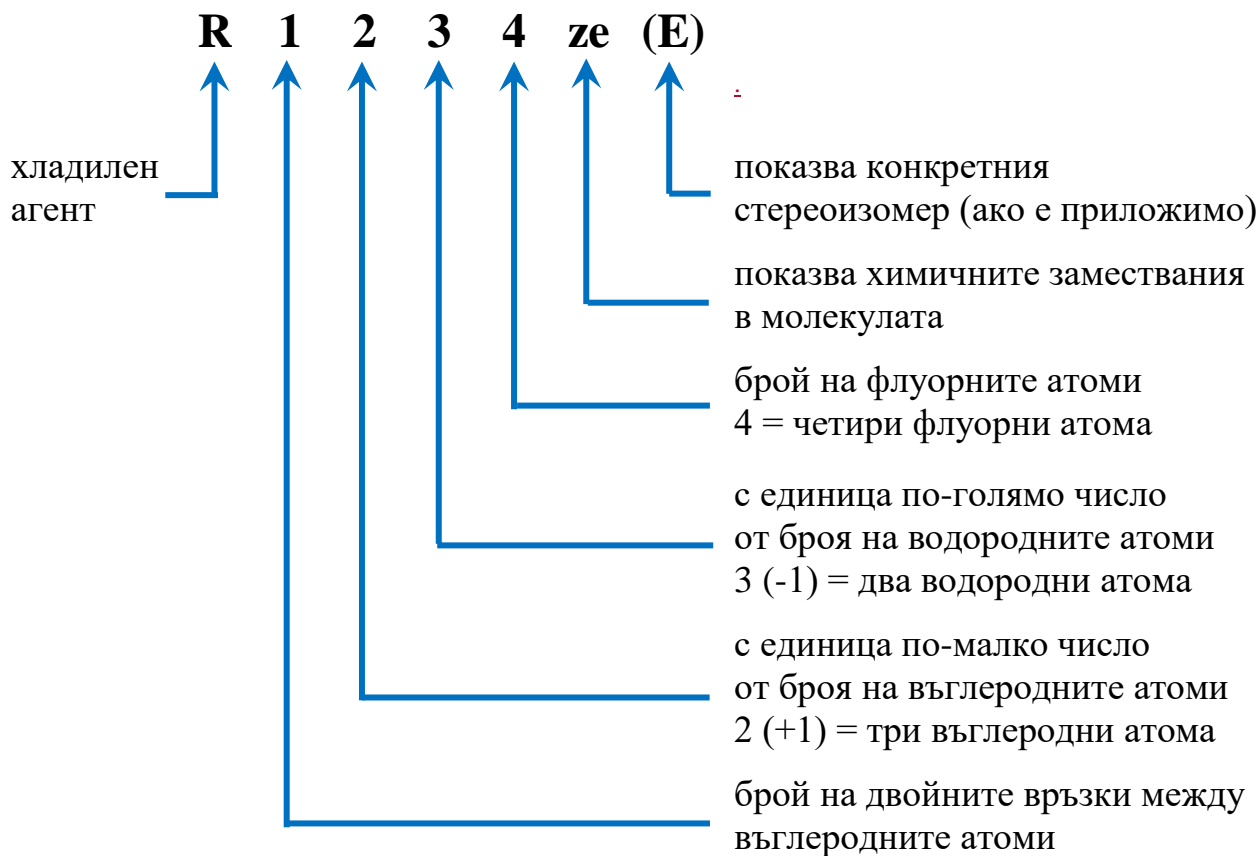 R 1 2 3 4 ze (E)
.
хладилен
агент
показва конкретния
стереоизомер (ако е приложимо)
показва химичните замествания
в молекулата
брой на флуорните атоми
4 = четири флуорни атома
с единица по-голямо число
от броя на водородните атоми
3 (-1) = два водородни атома
с единица по-малко число
от броя на въглеродните атоми
2 (+1) = три въглеродни атома
брой на двойните връзки между
въглеродните атоми